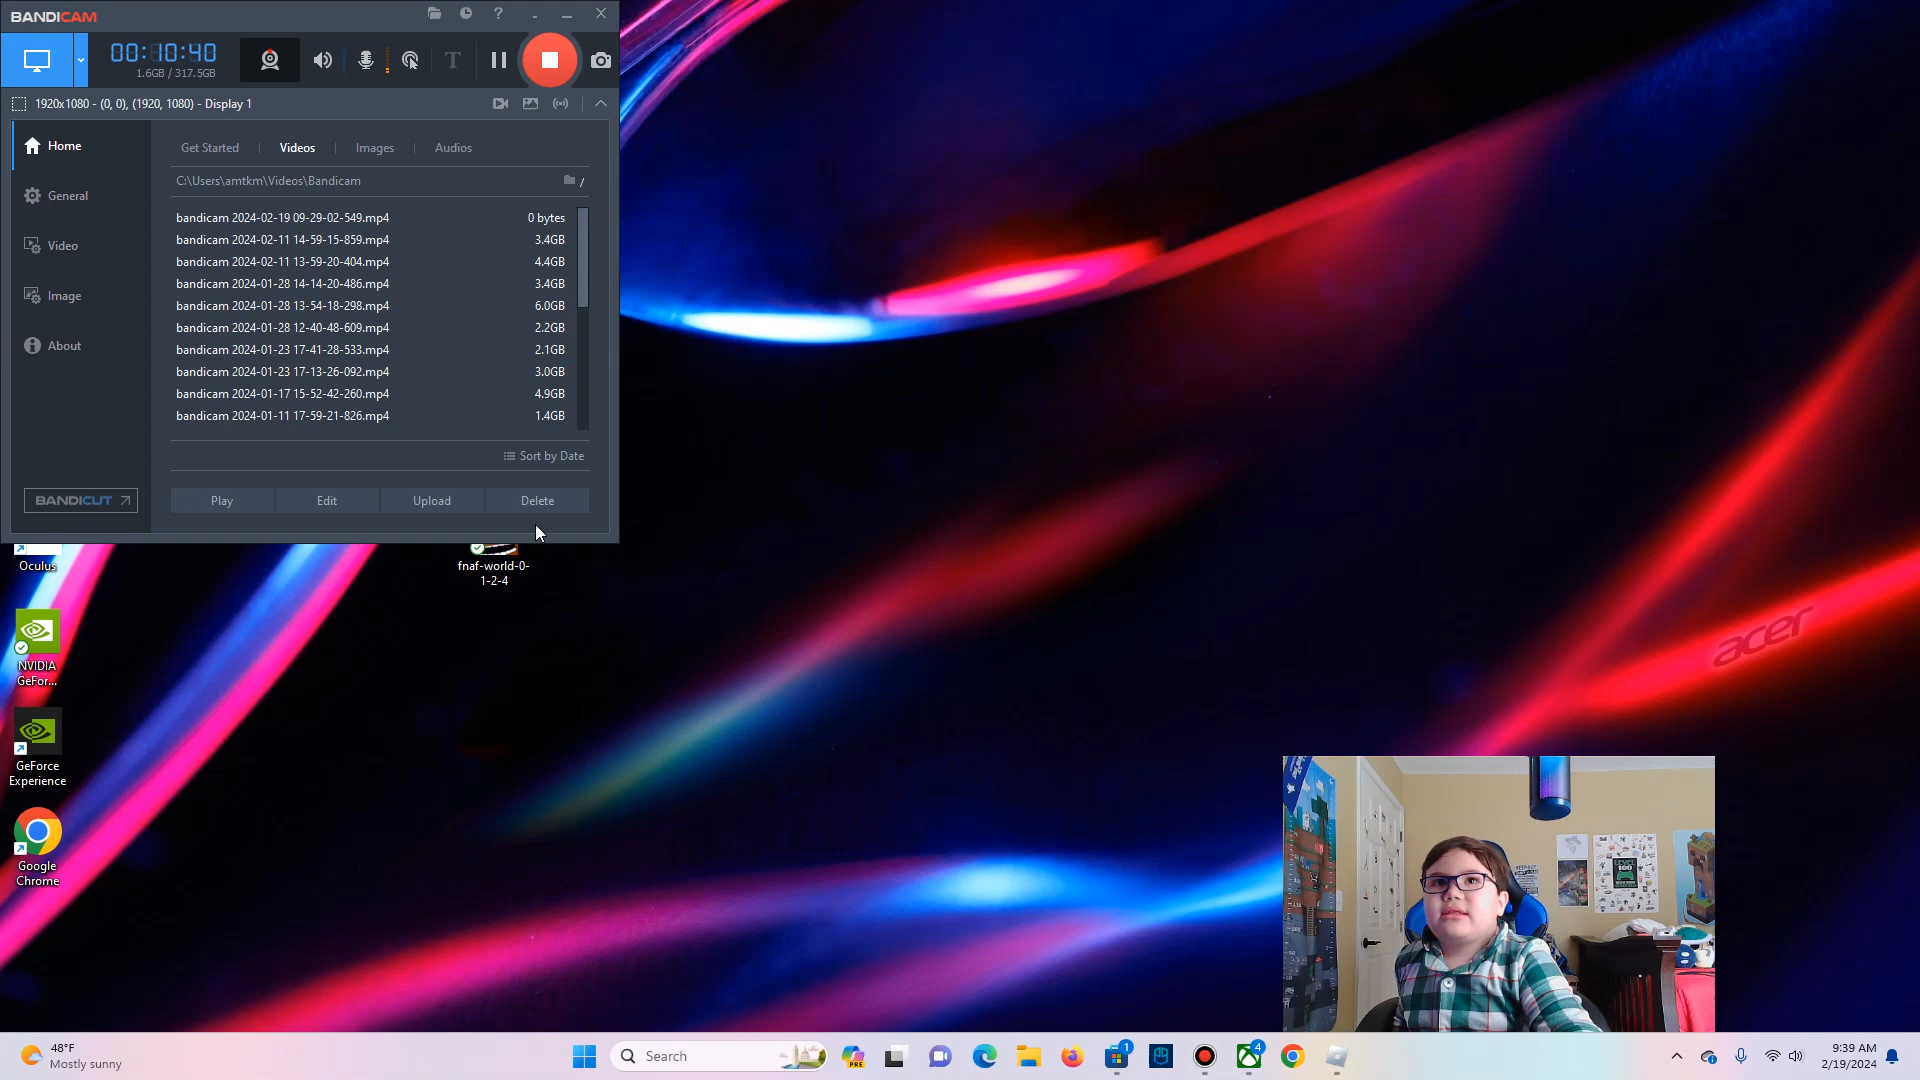 BANDICAM
00:10:40
1.6GB / 317.5GB
1920x1080 - (0, 0), (1920, 1080) - Display 1
Home
General
Video
Image
About
BANDICUT
Get Started
Videos
Images
Audios
C:\Users\amtkm\Videos\Bandicam
bandicam 2024-02-19 09-29-02-549.mp4 0 bytes
bandicam 2024-02-11 14-59-15-859.mp4 3.4GB
bandicam 2024-02-11 13-59-20-404.mp4 4.4GB
bandicam 2024-01-28 14-14-20-486.mp4 3.4GB
bandicam 2024-01-28 13-54-18-298.mp4 6.0GB
bandicam 2024-01-28 12-40-48-609.mp4 2.2GB
bandicam 2024-01-23 17-41-28-533.mp4 2.1GB
bandicam 2024-01-23 17-13-26-092.mp4 3.0GB
bandicam 2024-01-17 15-52-42-260.mp4 4.9GB
bandicam 2024-01-11 17-59-21-826.mp4 1.4GB
Sort by Date
Play
Edit
Upload
Delete
Oculus
fnaf-world-0-
1-2-4
NVIDIA
GeFor...
GeForce
Experience
Google
Chrome
acer
LEVEL
100
48°F
Mostly sunny
Search
PRE
1
4
9:39 AM
2/19/2024